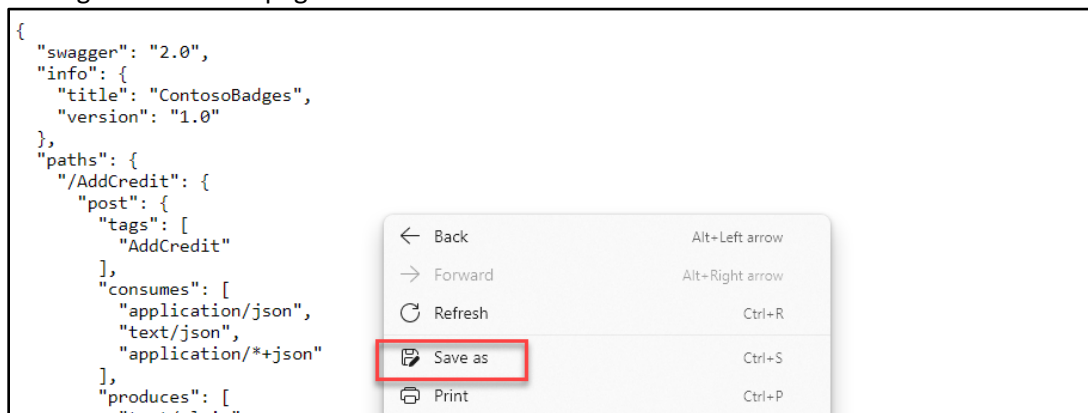 {
"swagger": "2.0",
"info": {
"title": "ContosoBadges",
"version": "1.0"
},
"paths": {
"/AddCredit": {
"post": {
"tags": [
"AddCredit"
],
"consumes": [
"application/json",
"text/json",
"application/*+json"
],
"produces": [
Back Alt+Left arrow
Forward Alt+Right arrow
Refresh Ctrl+R
Save as Ctrl+S
Print Ctrl+P